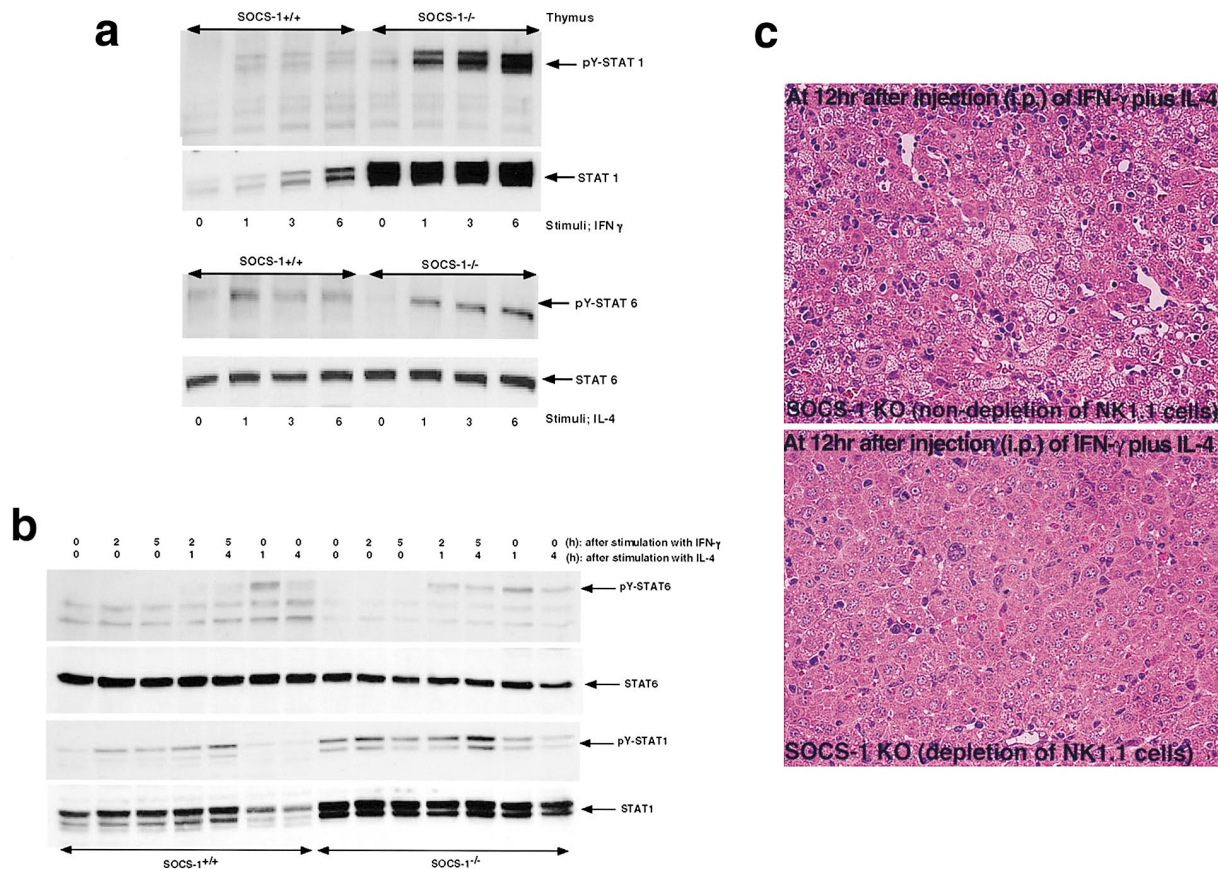 a
SOCS-1+/+ SOCS-1-/- Thymus
pY-STAT 1
STAT 1
0 1 3 6 0 1 3 6 Stimuli; IFN γ
SOCS-1+/+ SOCS-1-/-
pY-STAT 6
STAT 6
0 1 3 6 0 1 3 6 Stimuli; IL-4
b
0 2 5 2 5 0 0 0 2 5 2 5 0 0 (h): after stimulation with IFN-γ
0 0 0 1 4 1 4 0 0 0 1 4 1 4 (h): after stimulation with IL-4
pY-STAT6
STAT6
pY-STAT1
STAT1
SOCS-1+/+ SOCS-1-/-
c
At 12hr after injection (i.p.) of IFN-γ plus IL-4
SOCS-1 KO (non-depletion of NK1.1 cells)
At 12hr after injection (i.p.) of IFN-γ plus IL-4
SOCS-1 KO (depletion of NK1.1 cells)